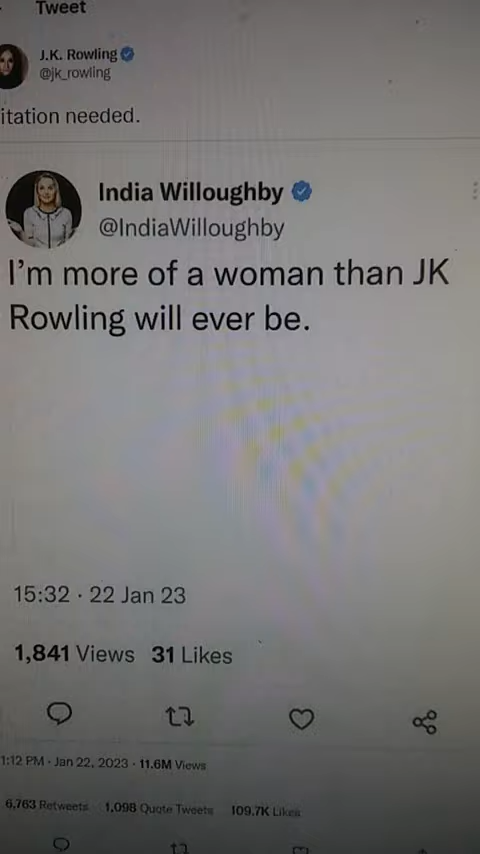 Tweet
J.K. Rowling
@jk_rowling
itation needed.
India Willoughby
@IndiaWilloughby
I'm more of a woman than JK
Rowling will ever be.
15:32 · 22 Jan 23
1,841 Views 31 Likes
1:12 PM · Jan 22, 2023 · 11.6M Views
6,763 Retweets 1,098 Quote Tweets 109.7K Likes